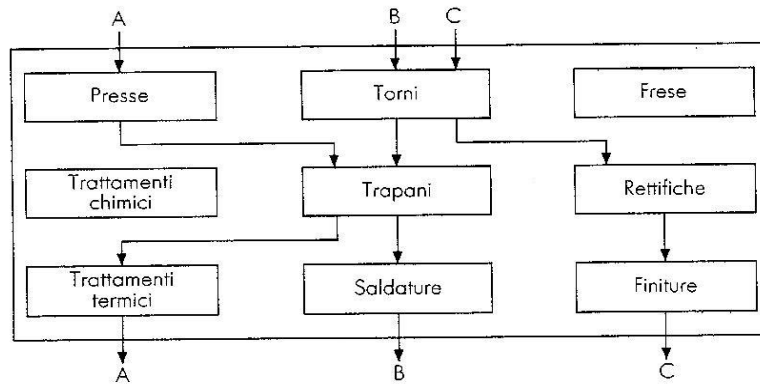 A
B
C
Presse
Torni
Frese
Trattamenti
chimici
Trapani
Rettifiche
Trattamenti
termici
Saldature
Finiture
A
B
C